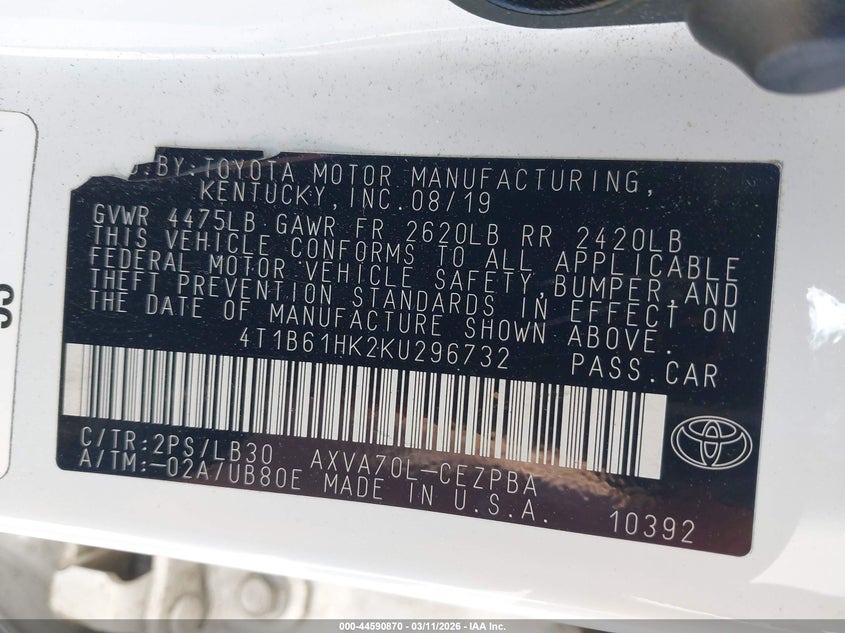 D.BY:TOYOTA MOTOR MANUFACTURING,
KENTUCKY,INC.08/19
GVWR 4475LB GAWR FR 2620LB RR 2420LB
THIS VEHICLE CONFORMS TO ALL APPLICABLE
FEDERAL MOTOR VEHICLE SAFETY,BUMPER,AND
THEFT PREVENTION STANDARDS IN EFFECT ON
THE DATE OF MANUFACTURE SHOWN ABOVE.
4T1B61HK2KU296732
PASS.CAR
C/TR:2PS/LB30 AXVA70L-CEZPBA
A/TM:-02A/UB80E MADE IN U.S.A.
10392
000-44590870 - 03/11/2026 - IAA Inc.